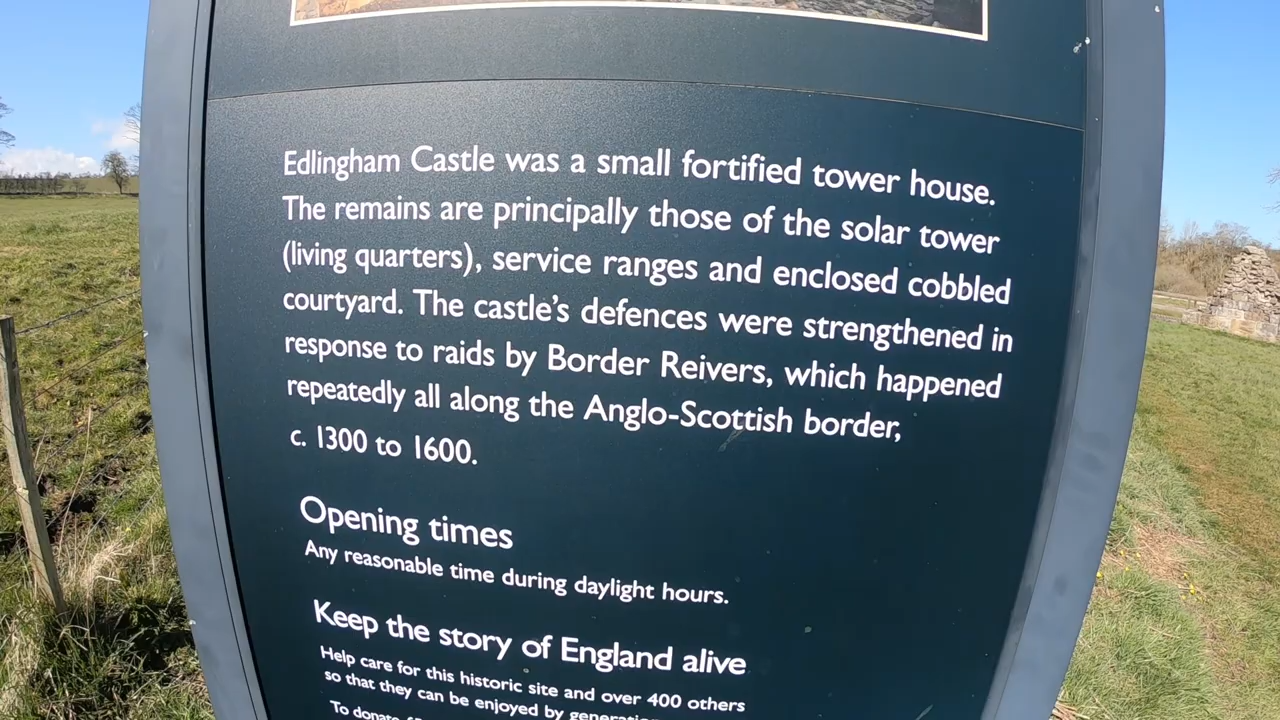 Edlingham Castle was a small fortified tower house.
The remains are principally those of the solar tower
(living quarters), service ranges and enclosed cobbled
courtyard. The castle's defences were strengthened in
response to raids by Border Reivers, which happened
repeatedly all along the Anglo-Scottish border,
c. 1300 to 1600.
Opening times
Any reasonable time during daylight hours.
Keep the story of England alive
Help care for this historic site and over 400 others
so that they can be enjoyed by
To donate